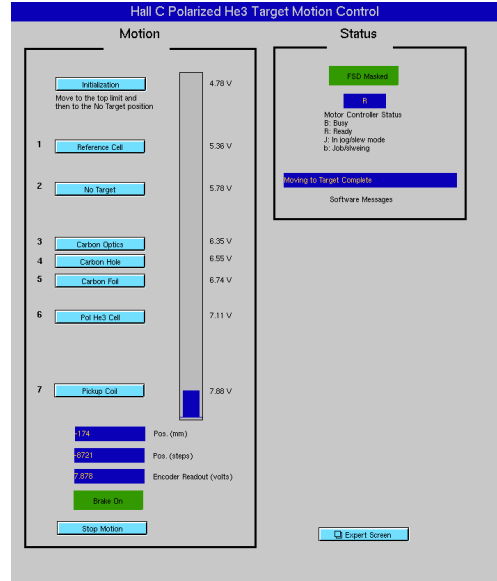 Hall C Polarized He3 Target Motion Control
Motion
Initialization
4.78 V
Move to the top limit and
then to the No Target position
1 Reference Cell 5.36 V
2 No Target 5.78 V
3 Carbon Optics 6.35 V
4 Carbon Hole 6.55 V
5 Carbon Foil 6.74 V
6 Pol He3 Cell 7.11 V
7 Pickup Coil 7.88 V
-174 Pos. (mm)
-8721 Pos. (steps)
7.878 Encoder Readout (volts)
Brake On
Stop Motion
Status
FSD Masked
R
Motor Controller Status
B: Busy
R: Ready
J: In jog/slew mode
b: Job/slweing
Moving to Target Complete
Software Messages
Expert Screen